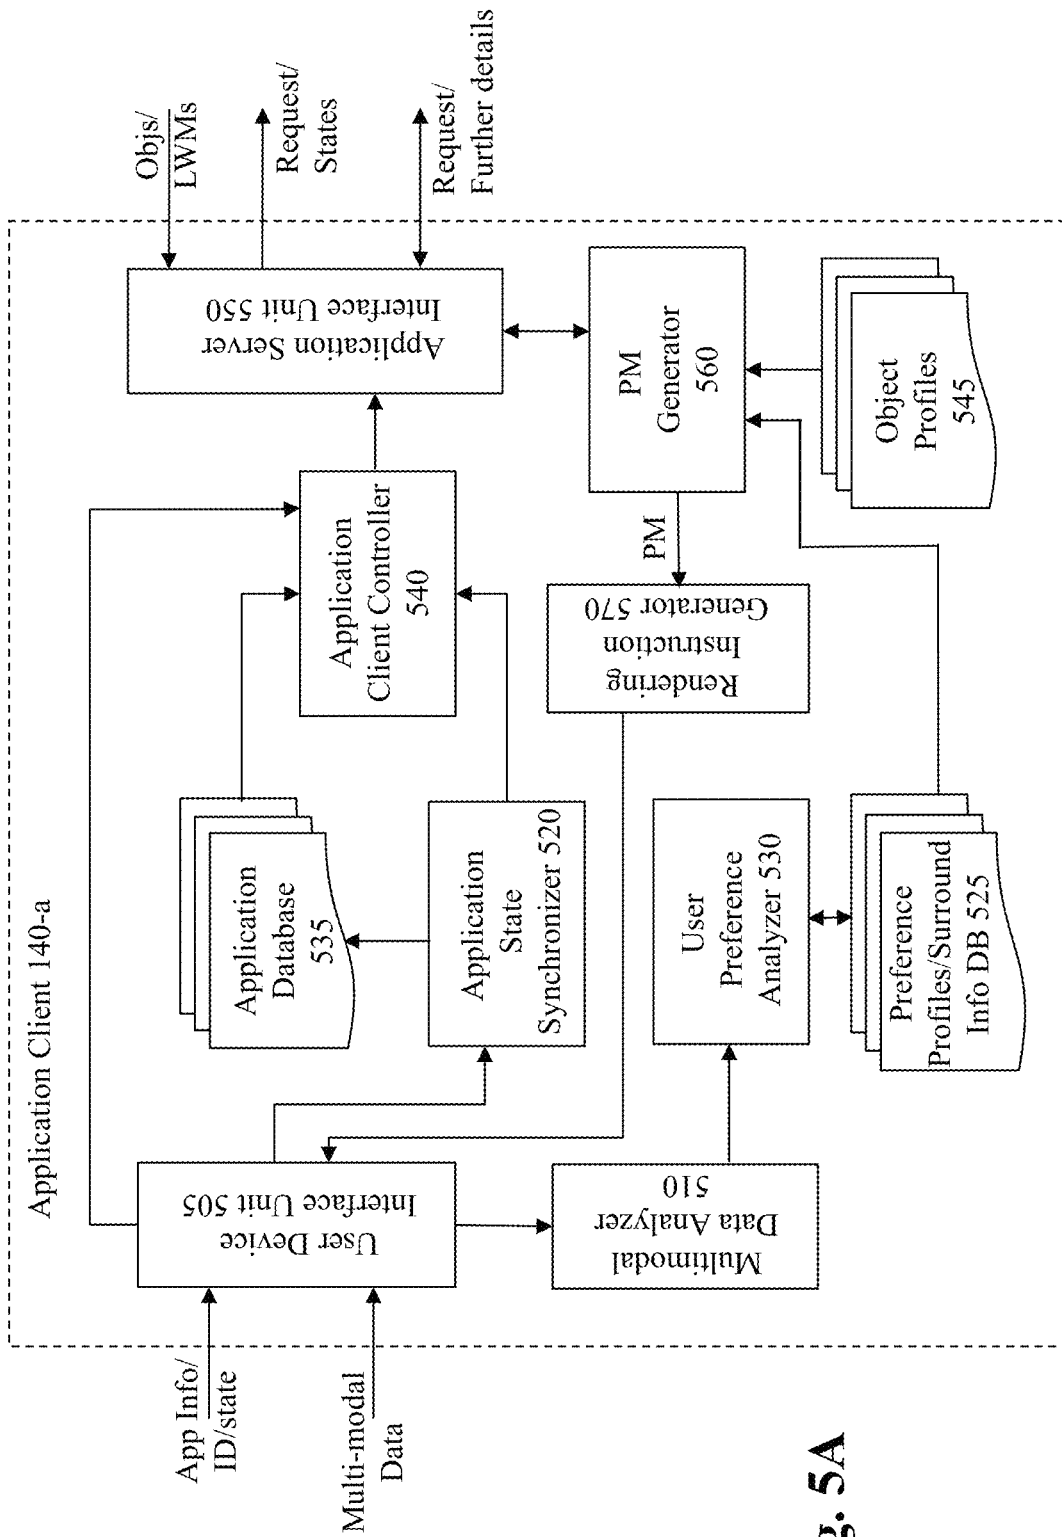 Application Client 140-a
App Info/
ID/state
Multi-modal
Data
User Device
Interface Unit 505
Application
Database
535
Application
State
Synchronizer 520
Application
Client Controller
540
Application Server
Interface Unit 550
Objs/
LWMs
Request/
States
Request/
Further details
Multimodal
Data Analyzer
510
User
Preference
Analyzer 530
Rendering
Instruction
Generator 570
PM
PM
Generator
560
Preference
Profiles/Surround
Info DB 525
Object
Profiles
545
g. 5A